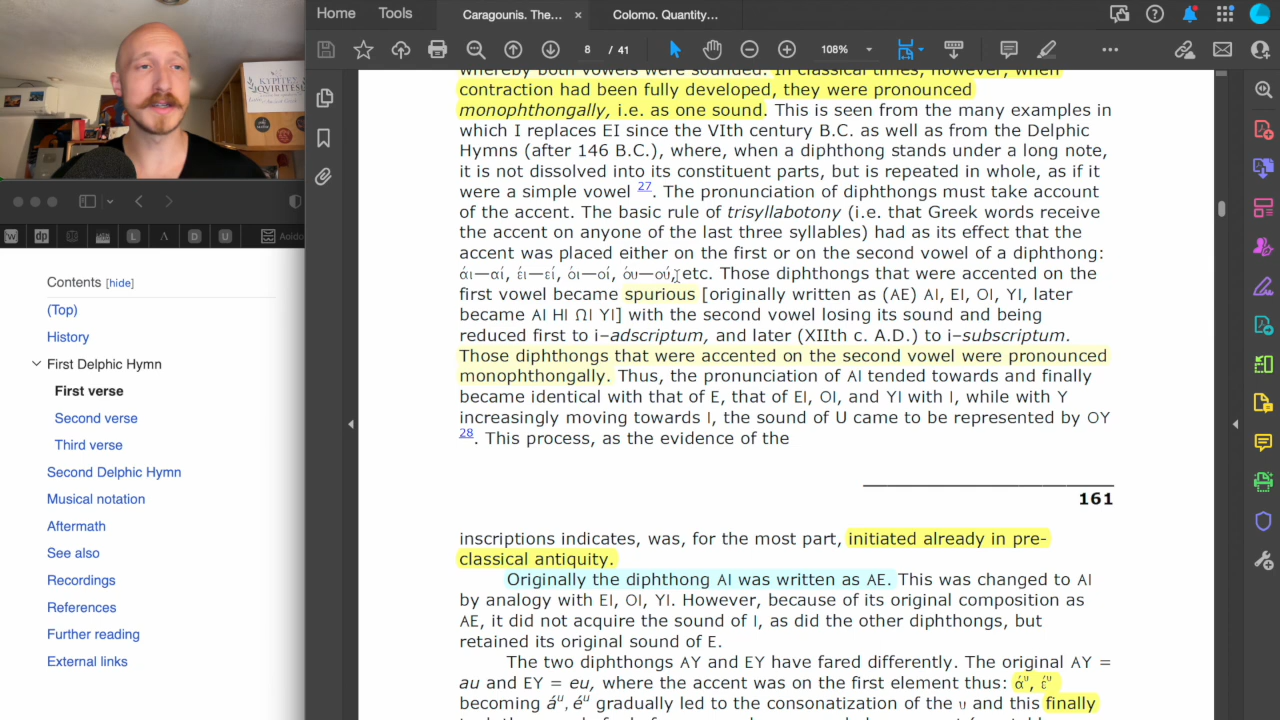 Home
Tools
Caragounis. The...
×
Colomo. Quantity...
8 / 41
108%
whereby both vowels were sounded. In classical times, however, when
contraction had been fully developed, they were pronounced
monophthongally, i.e. as one sound. This is seen from the many examples in
which I replaces EI since the VIth century B.C. as well as from the Delphic
Hymns (after 146 B.C.), where, when a diphthong stands under a long note,
it is not dissolved into its constituent parts, but is repeated in whole, as if it
were a simple vowel 27. The pronunciation of diphthongs must take account
of the accent. The basic rule of trisyllabotony (i.e. that Greek words receive
the accent on anyone of the last three syllables) had as its effect that the
accent was placed either on the first or on the second vowel of a diphthong:
άι—αί, έι—εί, όι—οί, όυ—ού, etc. Those diphthongs that were accented on the
first vowel became spurious [originally written as (AE) AI, EI, OI, YI, later
became AI HI ΩI YI] with the second vowel losing its sound and being
reduced first to i–adscriptum, and later (XIIth c. A.D.) to i–subscriptum.
Those diphthongs that were accented on the second vowel were pronounced
monophthongally. Thus, the pronunciation of AI tended towards and finally
became identical with that of E, that of EI, OI, and YI with I, while with Y
increasingly moving towards I, the sound of U came to be represented by OY
28. This process, as the evidence of the
161
inscriptions indicates, was, for the most part, initiated already in pre-
classical antiquity.
Originally the diphthong AI was written as AE. This was changed to AI
by analogy with EI, OI, YI. However, because of its original composition as
AE, it did not acquire the sound of I, as did the other diphthongs, but
retained its original sound of E.
The two diphthongs AY and EY have fared differently. The original AY =
au and EY = eu, where the accent was on the first element thus: άᵘ, έᵘ
becoming áᵘ, éᵘ gradually led to the consonatization of the υ and this finally
ΚΥΡΙΤΕΣ
QVIRITES
W
dp
L
Λ
D
U
Aoido
Contents [hide]
(Top)
History
First Delphic Hymn
First verse
Second verse
Third verse
Second Delphic Hymn
Musical notation
Aftermath
See also
Recordings
References
Further reading
External links